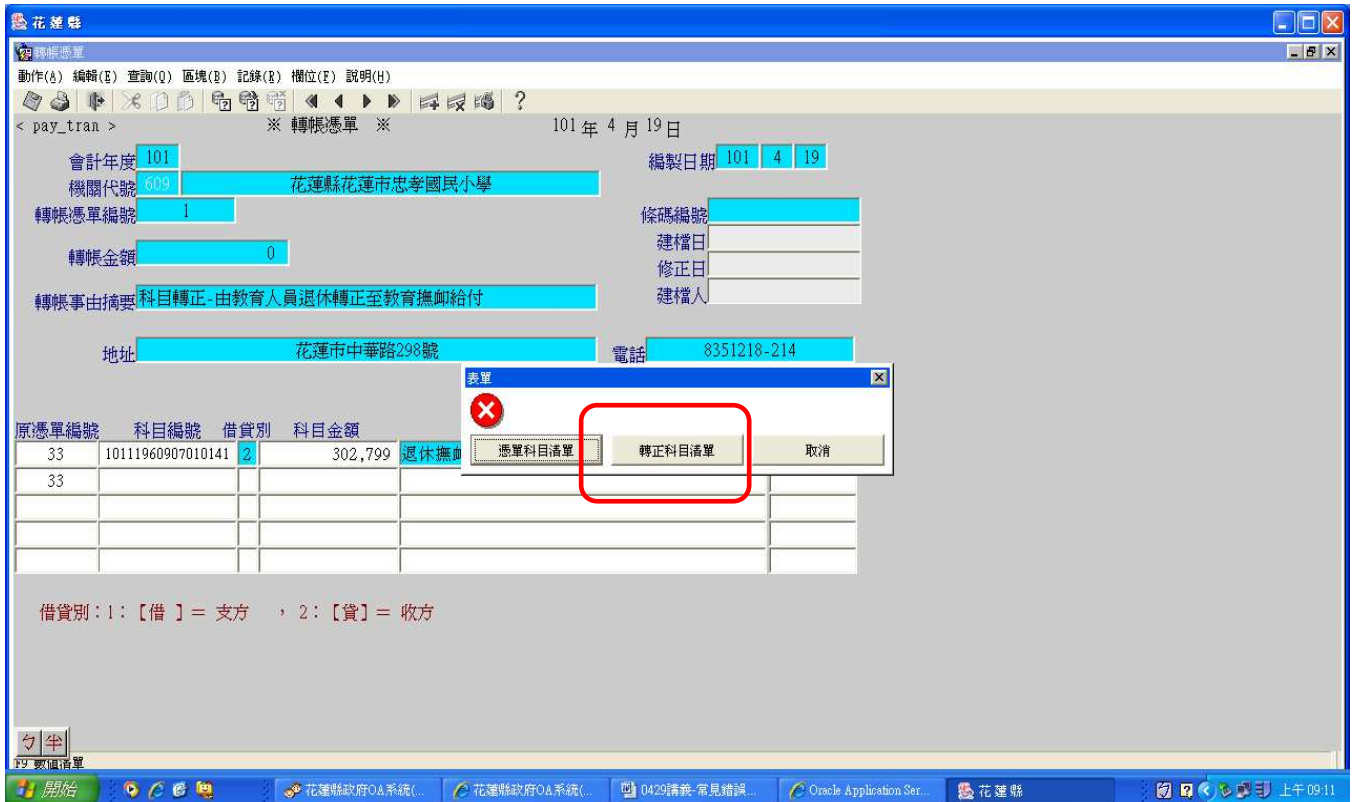 花蓮縣
轉帳憑單
動作(A) 編輯(E) 查詢(Q) 區塊(B) 記錄(R) 欄位(F) 說明(H)
< pay_tran > ※ 轉帳憑單 ※ 101 年 4 月 19 日
會計年度 101 編製日期 101 4 19
機關代號 609 花蓮縣花蓮市忠孝國民小學
轉帳憑單編號 1 條碼編號
建檔日
轉帳金額 0
修正日
轉帳事由摘要 科目轉正-由教育人員退休轉正至教育撫卹給付 建檔人
地址 花蓮市中華路298號 電話 8351218-214
表單
原憑單編號 科目編號 借貸別 科目金額
憑單科目清單 轉正科目清單 取消
33 10111960907010141 2 302,799 退休撫卹
33
借貸別：1：【借 】＝ 支方 ，2：【貸】＝ 收方
ㄅ 半
F9 數值清單
開始 花蓮縣政府OA系統(... 花蓮縣政府OA系統(... 0429講義-常見錯誤... Oracle Application Ser... 花蓮縣 上午 09:11